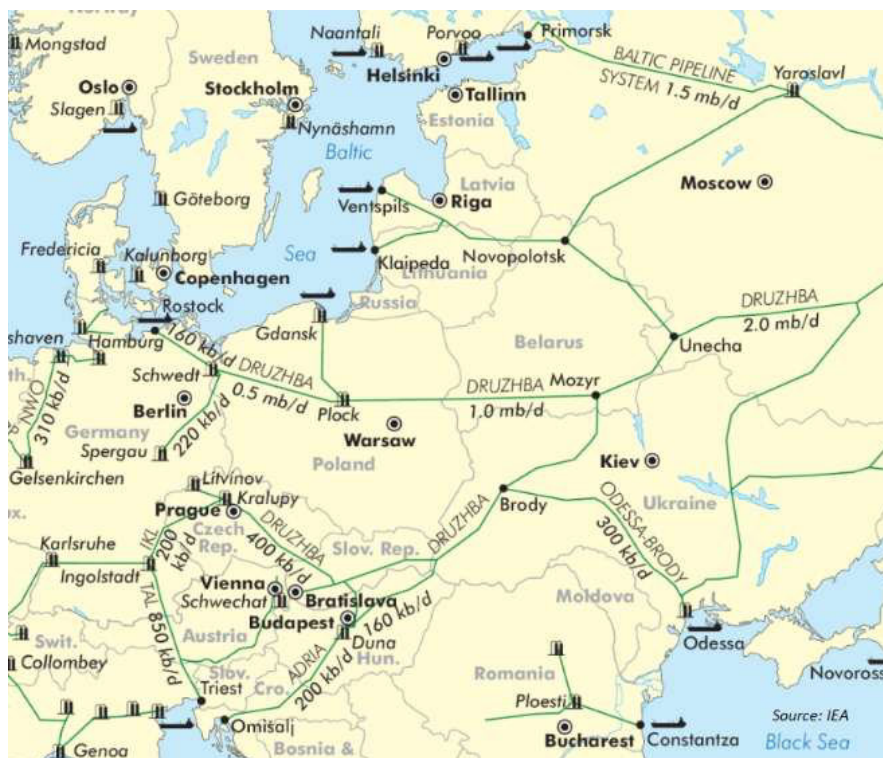 Norway
Mongstad
Sweden
Naantali
Porvoo
Primorsk
Helsinki
BALTIC PIPELINE
SYSTEM 1.5 mb/d
Yaroslavl
Oslo
Stockholm
Tallinn
Slagen
Nynäshamn
Estonia
Baltic
Göteborg
Latvia
Moscow
Ventspils
Riga
Fredericia
Kalunborg
Copenhagen
Sea
Klaipeda
Novopolotsk
Lithuania
Rostock
Russia
Gdansk
DRUZHBA
2.0 mb/d
shaven
Hamburg
160 kb/d
Belarus
Unecha
th.
NWO
310 kb/d
Schwedt
DRUZHBA
0.5 mb/d
DRUZHBA
1.0 mb/d
Mozyr
Berlin
Plock
220 kb/d
Germany
Warsaw
Spergau
Gelsenkirchen
Poland
Kiev
Litvinov
Kralupy
Brody
Ukraine
ux.
Prague
Czech
Rep.
IKL
200 kb/d
DRUZHBA
400 kb/d
Slov. Rep.
DRUZHBA
ODESSA-BRODY
300 kb/d
Karlsruhe
Ingolstadt
Vienna
Schwechat
Bratislava
Budapest
160 kb/d
Moldova
TAL 850 kb/d
Austria
Duna
Hun.
Odessa
Swit.
Collombey
Slov.
Cro.
ADRIA
200 kb/d
Romania
Novoross
Triest
Ploesti
Omisalj
Source: IEA
Genoa
Bosnia &
Bucharest
Constantza
Black Sea